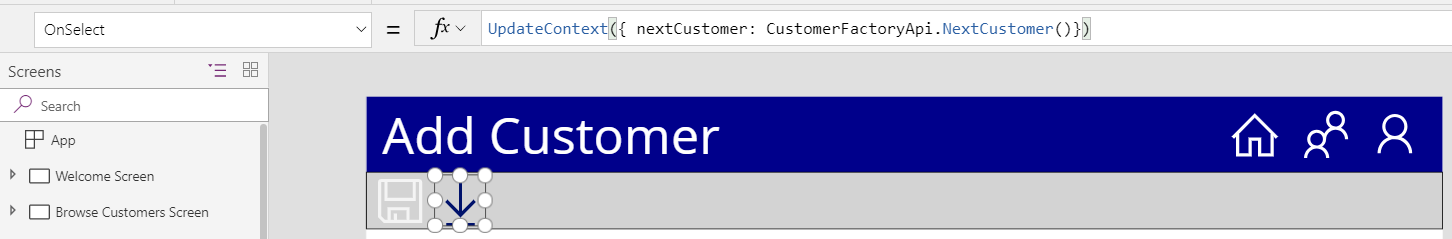 OnSelect = fx UpdateContext({ nextCustomer: CustomerFactoryApi.NextCustomer()})
Screens
Search
App
Welcome Screen
Browse Customers Screen
Add Customer